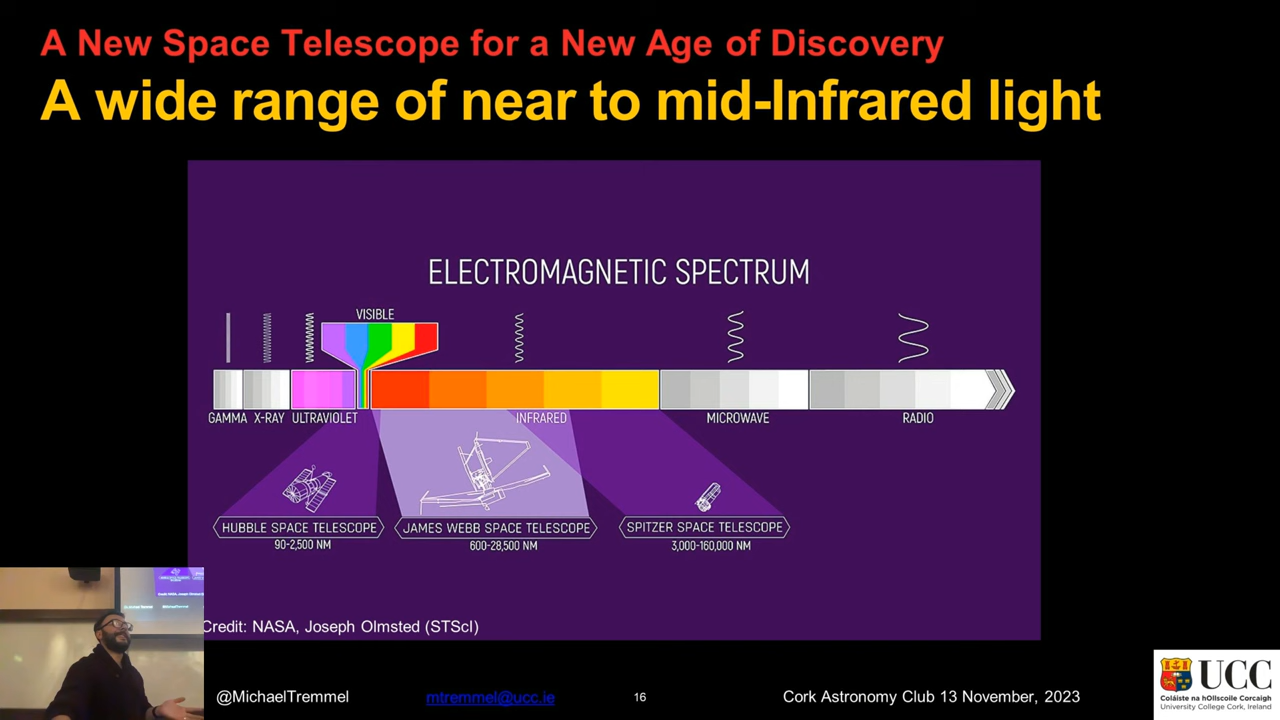 A New Space Telescope for a New Age of Discovery
A wide range of near to mid-Infrared light
ELECTROMAGNETIC SPECTRUM
VISIBLE
GAMMA
X-RAY
ULTRAVIOLET
INFRARED
MICROWAVE
RADIO
HUBBLE SPACE TELESCOPE
90-2,500 NM
JAMES WEBB SPACE TELESCOPE
600-28,500 NM
SPITZER SPACE TELESCOPE
3,000-160,000 NM
Credit: NASA, Joseph Olmsted (STScI)
@MichaelTremmel
mtremmel@ucc.ie
16
Cork Astronomy Club 13 November, 2023
UCC
Coláiste na hOllscoile Corcaigh
University College Cork, Ireland